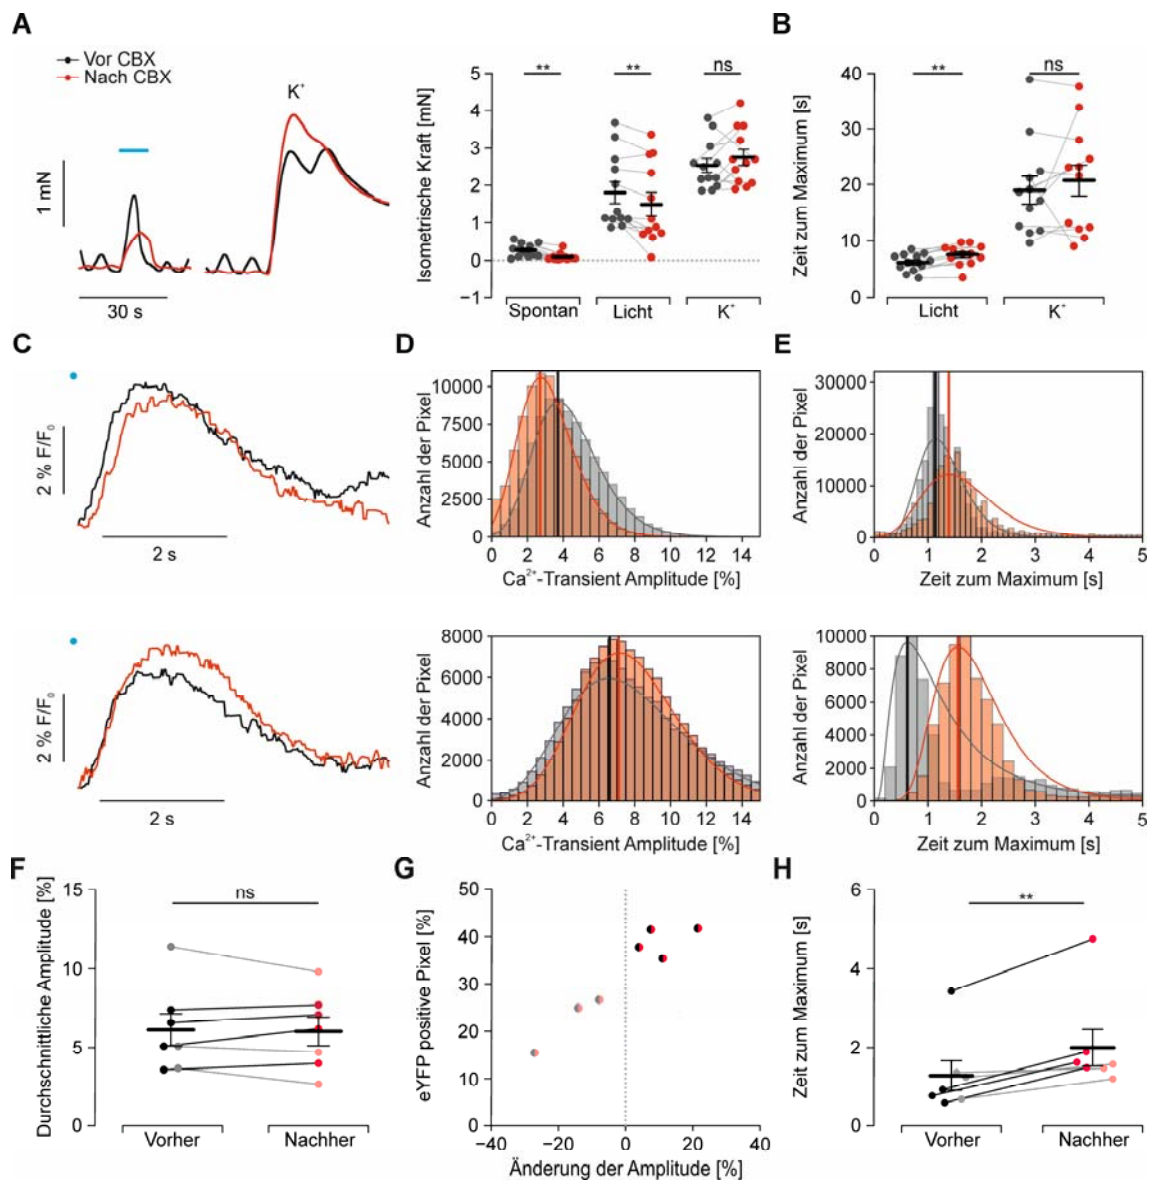 A
Vor CBX
Nach CBX
K⁺
1 mN
30 s
Isometrische Kraft [mN]
5
4
3
2
1
0
−1
**
**
ns
Spontan
Licht
K⁺
B
Zeit zum Maximum [s]
40
30
20
10
0
**
ns
Licht
K⁺
C
2 % F/F₀
2 s
2 % F/F₀
2 s
D
Anzahl der Pixel
10000
7500
5000
2500
0
0 2 4 6 8 10 12 14
Ca²⁺-Transient Amplitude [%]
Anzahl der Pixel
8000
6000
4000
2000
0
0 2 4 6 8 10 12 14
Ca²⁺-Transient Amplitude [%]
E
Anzahl der Pixel
30000
20000
10000
0
0 1 2 3 4 5
Zeit zum Maximum [s]
Anzahl der Pixel
10000
8000
6000
4000
2000
0
0 1 2 3 4 5
Zeit zum Maximum [s]
F
Durchschnittliche Amplitude [%]
15
10
5
0
ns
Vorher
Nachher
G
eYFP positive Pixel [%]
50
40
30
20
10
0
−40 −20 0 20 40
Änderung der Amplitude [%]
H
Zeit zum Maximum [s]
6
4
2
0
**
Vorher
Nachher